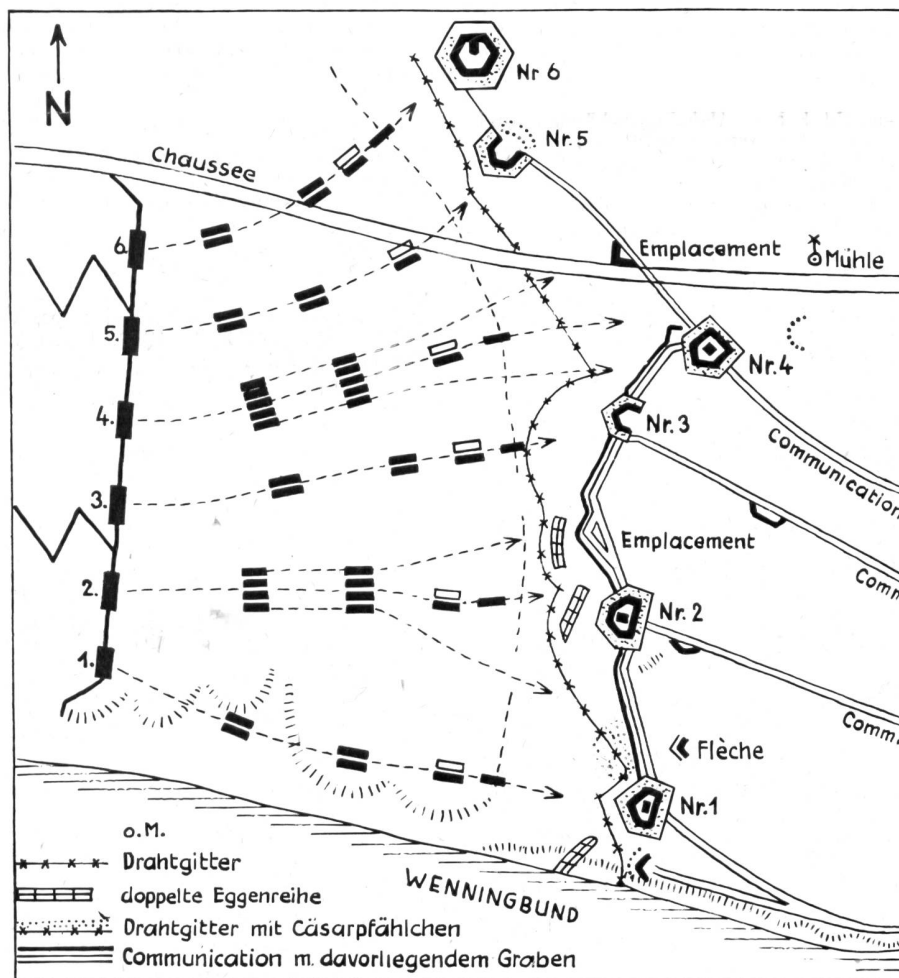 N
Nr 6
Nr.5
Chaussee
Emplacement
Mühle
6.
5.
Nr.4
4.
Nr.3
Communication
3.
Emplacement
Comm
2.
Nr.2
1.
Comm
Flèche
Nr.1
o.M.
Drahtgitter
doppelte Eggenreihe
WENNINGBUND
Drahtgitter mit Cäsarpfählchen
Communication m. davorliegendem Graben